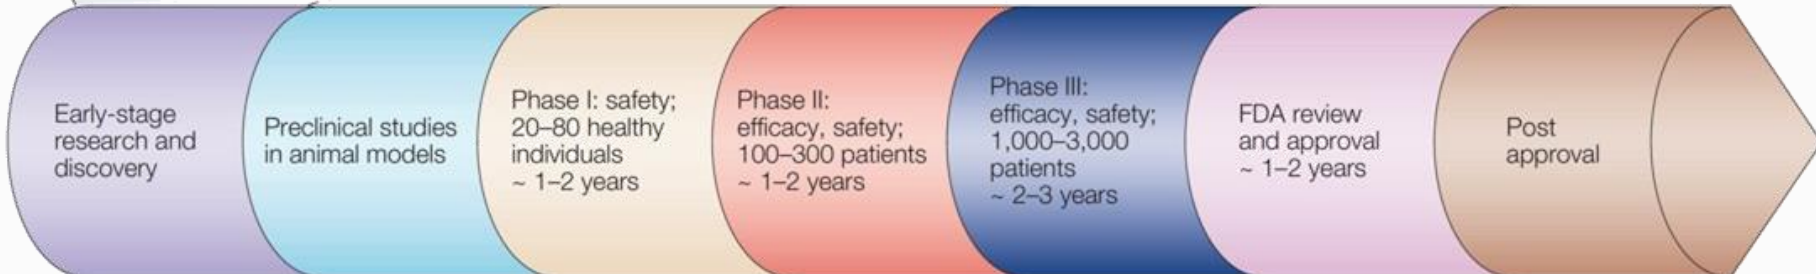 Early-stage
research and
discovery
Preclinical studies
in animal models
Phase I: safety;
20–80 healthy
individuals
~ 1–2 years
Phase II:
efficacy, safety;
100–300 patients
~ 1–2 years
Phase III:
efficacy, safety;
1,000–3,000
patients
~ 2–3 years
FDA review
and approval
~ 1–2 years
Post
approval